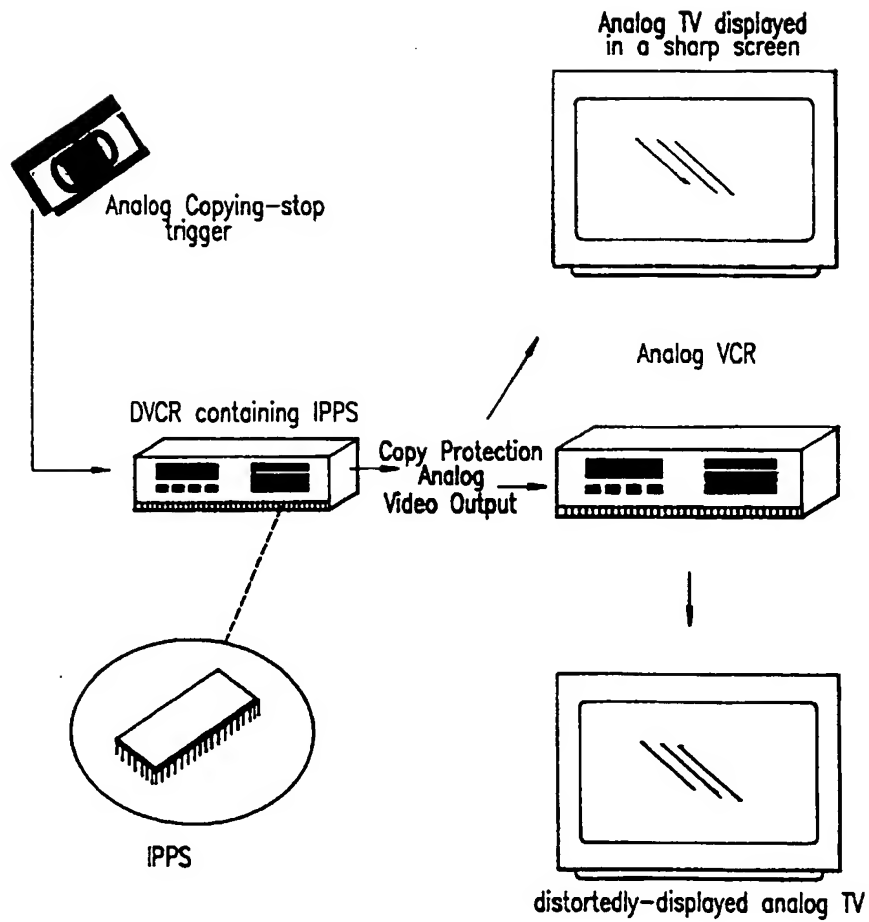 Analog TV displayed
in a sharp screen
Analog Copying-stop
trigger
Analog VCR
DVCR containing IPPS
Copy Protection
Analog
Video Output
IPPS
distortedly-displayed analog TV